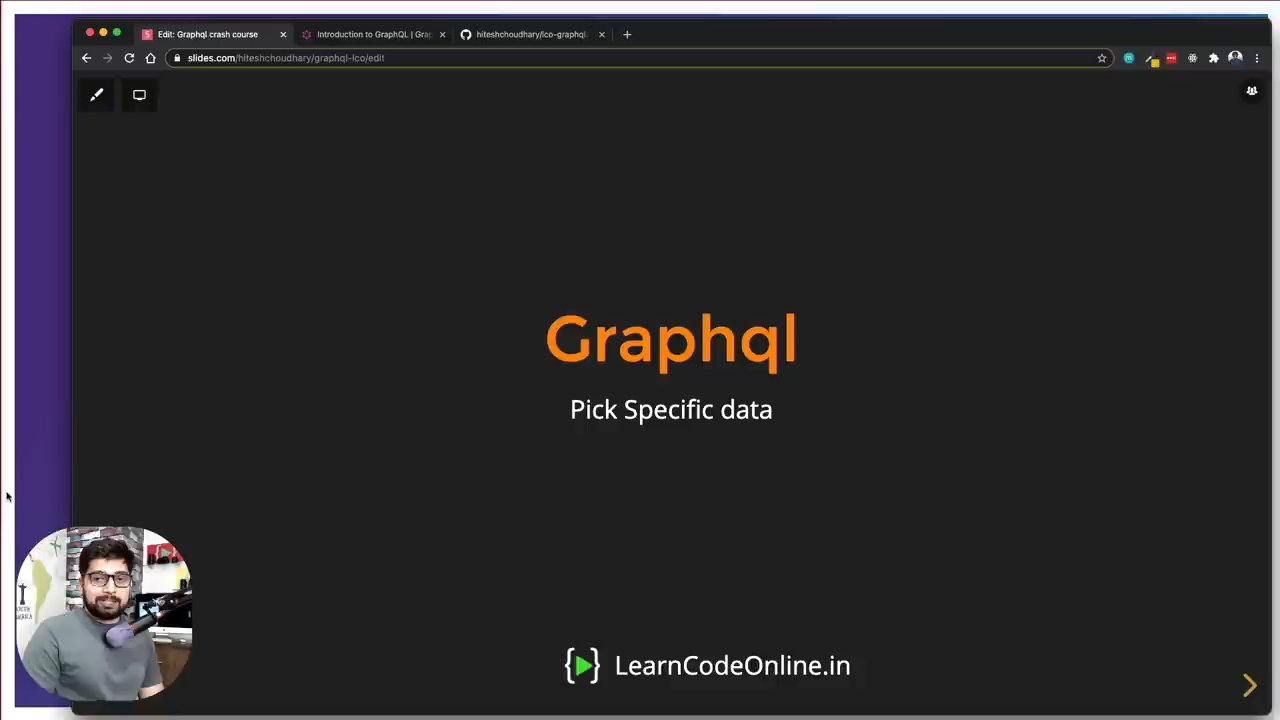 Edit: Graphql crash course
Introduction to GraphQL | Grap
hiteshchoudhary/lco-graphql
slides.com/hiteshchoudhary/graphql-lco/edit
Graphql
Pick Specific data
LearnCodeOnline.in